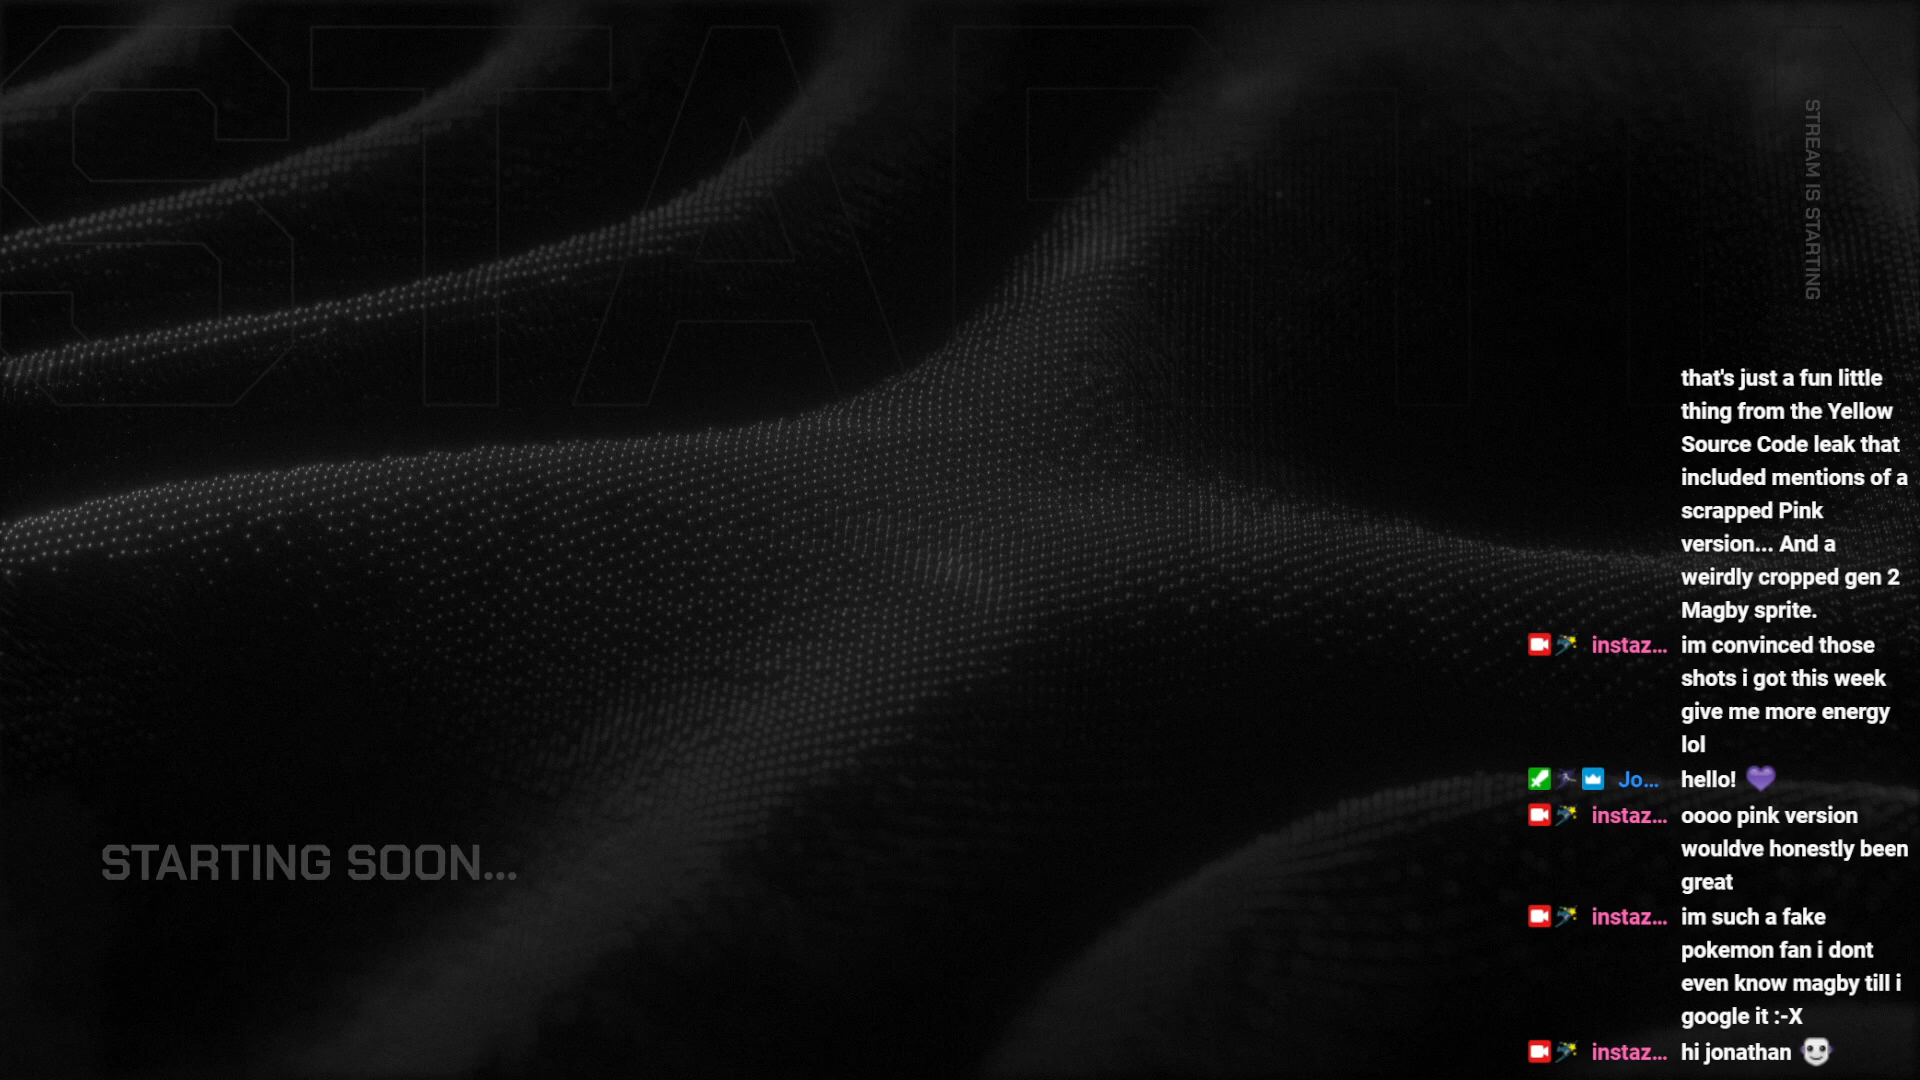 STARTIN
STREAM IS STARTING
that's just a fun little
thing from the Yellow
Source Code leak that
included mentions of a
scrapped Pink
version... And a
weirdly cropped gen 2
Magby sprite.
instaz... im convinced those
shots i got this week
give me more energy
lol
Jo... hello!
instaz... oooo pink version
wouldve honestly been
great
instaz... im such a fake
pokemon fan i dont
even know magby till i
google it :-X
instaz... hi jonathan
STARTING SOON...